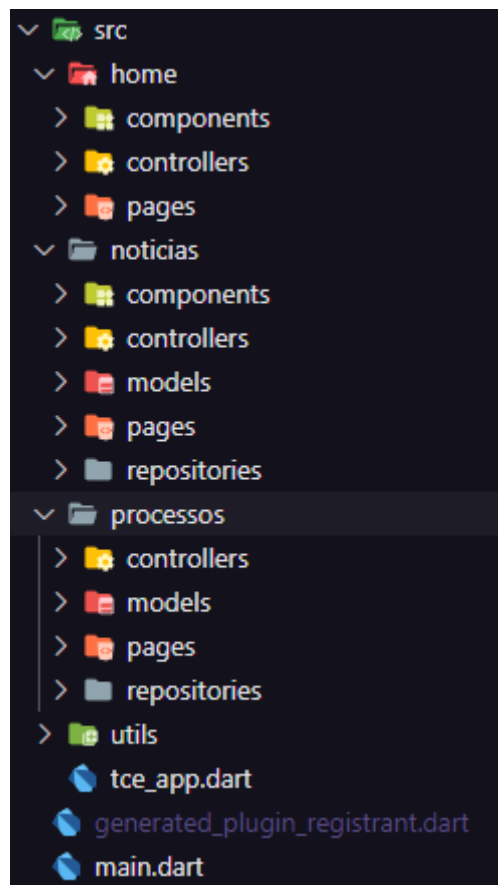 src
home
components
controllers
pages
noticias
components
controllers
models
pages
repositories
processos
controllers
models
pages
repositories
utils
tce_app.dart
generated_plugin_registrant.dart
main.dart